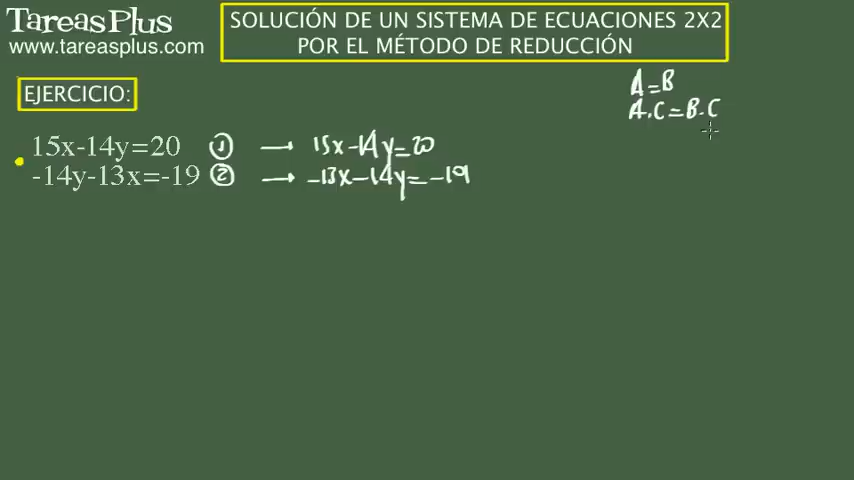 TareasPlus
www.tareasplus.com
SOLUCIÓN DE UN SISTEMA DE ECUACIONES 2X2
POR EL MÉTODO DE REDUCCIÓN
EJERCICIO:
A=B
A.C=B.C
15x-14y=20 ① → 15x-14y=20
-14y-13x=-19 ② → -13x-14y=-19